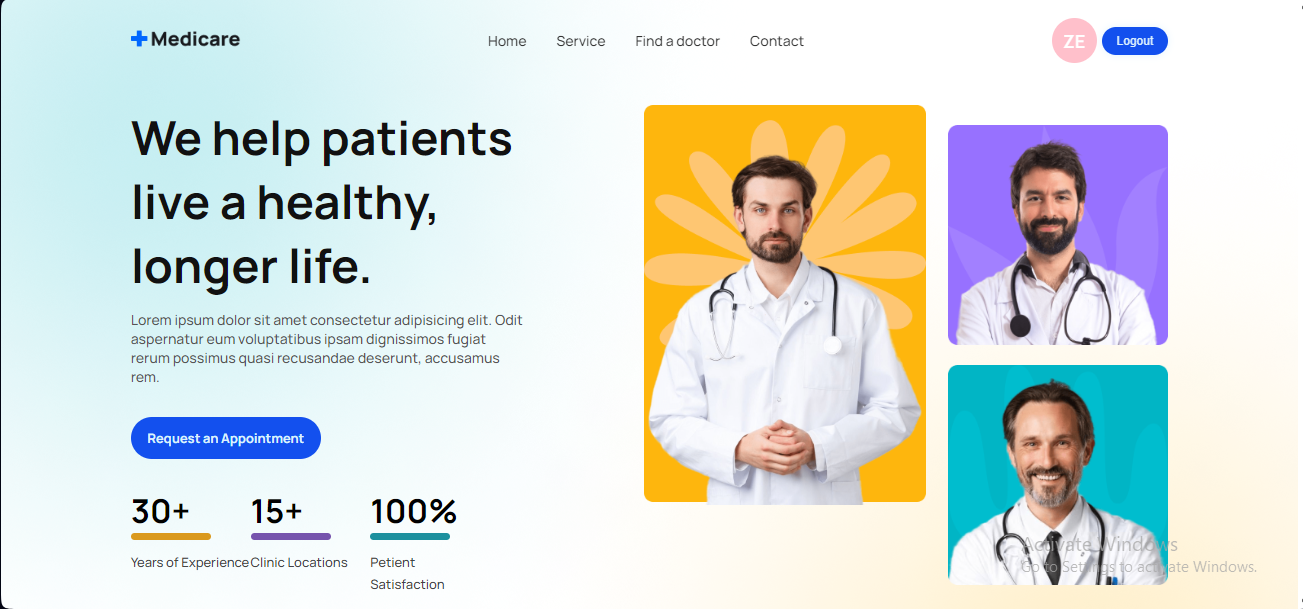 Medicare
Home Service Find a doctor Contact
ZE Logout
We help patients
live a healthy,
longer life.
Lorem ipsum dolor sit amet consectetur adipisicing elit. Odit
aspernatur eum voluptatibus ipsam dignissimos fugiat
rerum possimus quasi recusandae deserunt, accusamus
rem.
Request an Appointment
30+ 15+ 100%
Years of Experience Clinic Locations Petient
Satisfaction
Activate Windows
Go to Settings to activate Windows.